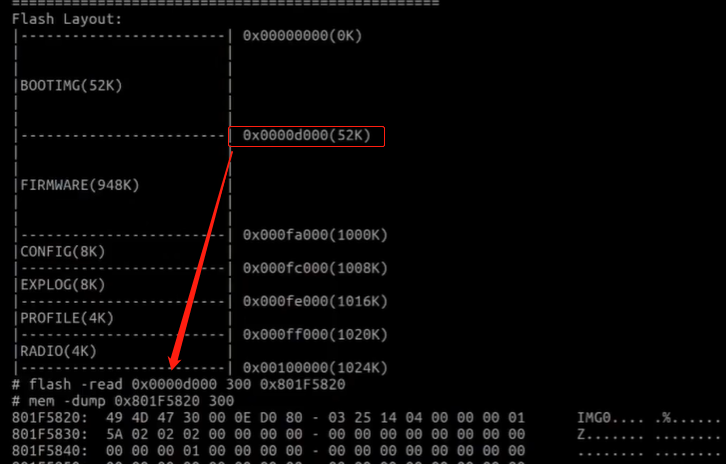 ==================================================
Flash Layout:
|-------------------------| 0x00000000(0K)
| |
| |
|BOOTIMG(52K) |
| |
| |
|-------------------------| 0x0000d000(52K)
| |
| |
|FIRMWARE(948K) |
| |
| |
|-------------------------| 0x000fa000(1000K)
|CONFIG(8K) |
|-------------------------| 0x000fc000(1008K)
|EXPLOG(8K) |
|-------------------------| 0x000fe000(1016K)
|PROFILE(4K) |
|-------------------------| 0x000ff000(1020K)
|RADIO(4K) |
|-------------------------| 0x00100000(1024K)
# flash -read 0x0000d000 300 0x801F5820
# mem -dump 0x801F5820 300
801F5820: 49 4D 47 30 00 0E D0 80 - 03 25 14 04 00 00 00 01 IMG0.... .%......
801F5830: 5A 02 02 02 00 00 00 00 - 00 00 00 00 00 00 00 00 Z....... ........
801F5840: 00 00 00 01 00 00 00 00 - 00 00 00 00 00 00 00 00 ........ ........